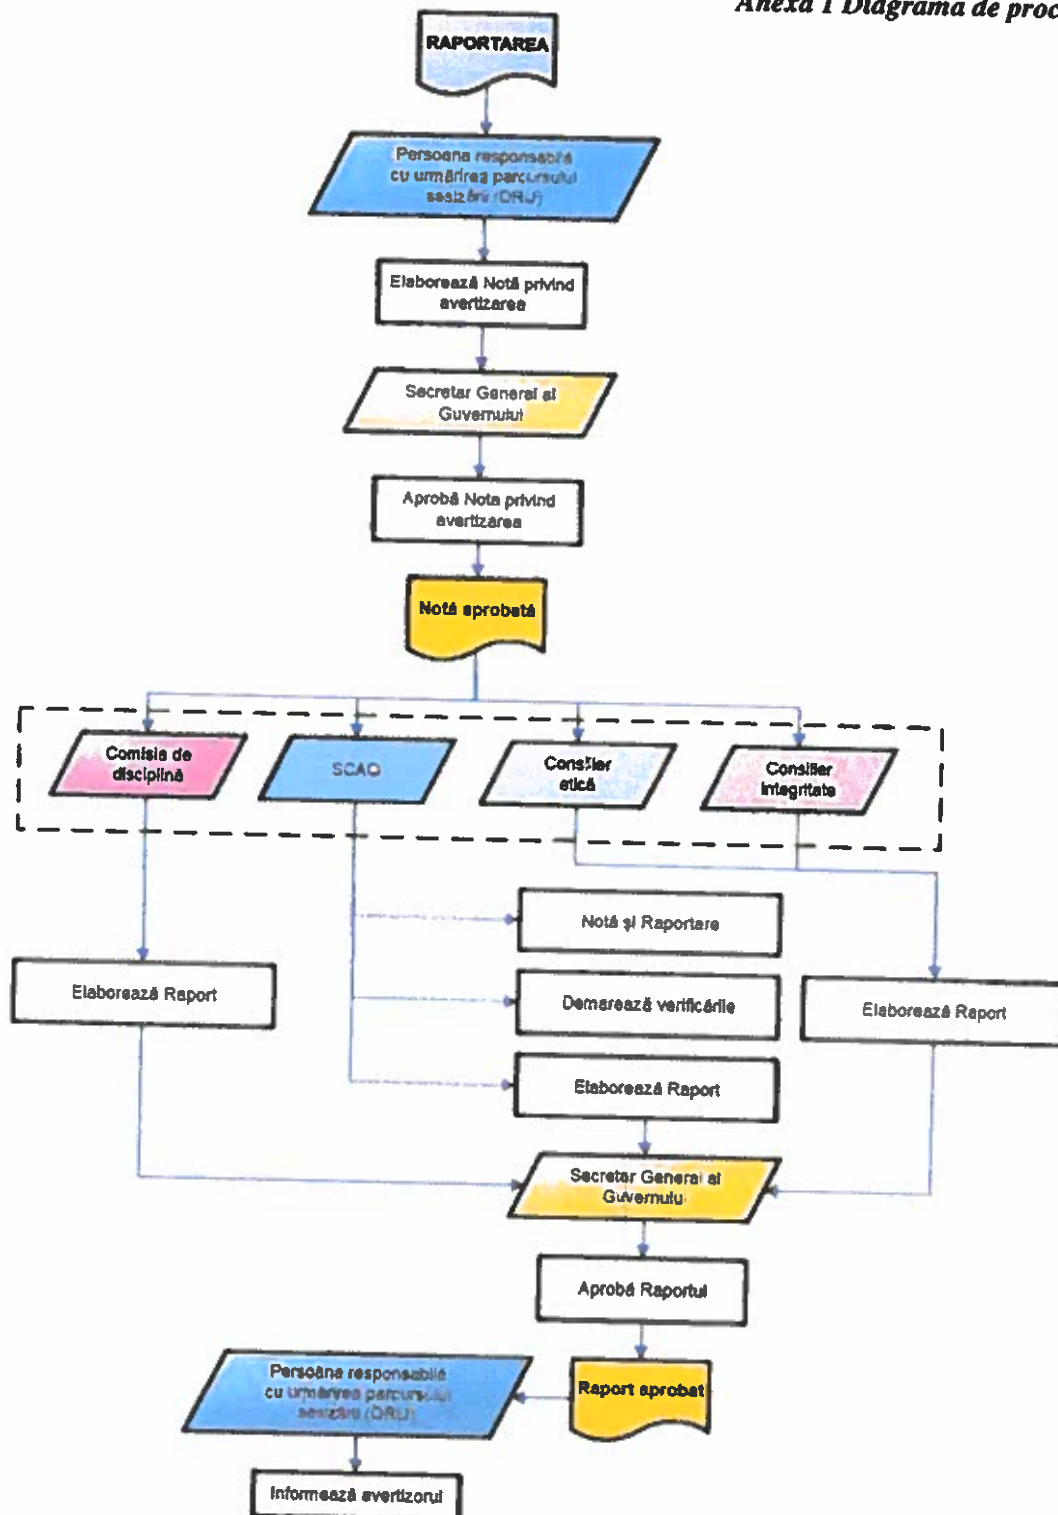 Anexa 1 Diagrama de proc
RAPORTAREA
Persoana responsabilă
cu urmărirea parcursului
sesizării (DRIJ)
Elaborează Notă privind
avertizarea
Secretar General al
Guvernului
Aprobă Nota privind
avertizarea
Notă aprobată
Comisia de
disciplină
SCAO
Consilier
etică
Consilier
integritate
Notă și Raportare
Elaborează Raport
Demarează verificările
Elaborează Raport
Elaborează Raport
Secretar General al
Guvernului
Aprobă Raportul
Persoana responsabilă
cu urmărirea parcursului
sesizării (DRIJ)
Raport aprobat
Informează avertizorul